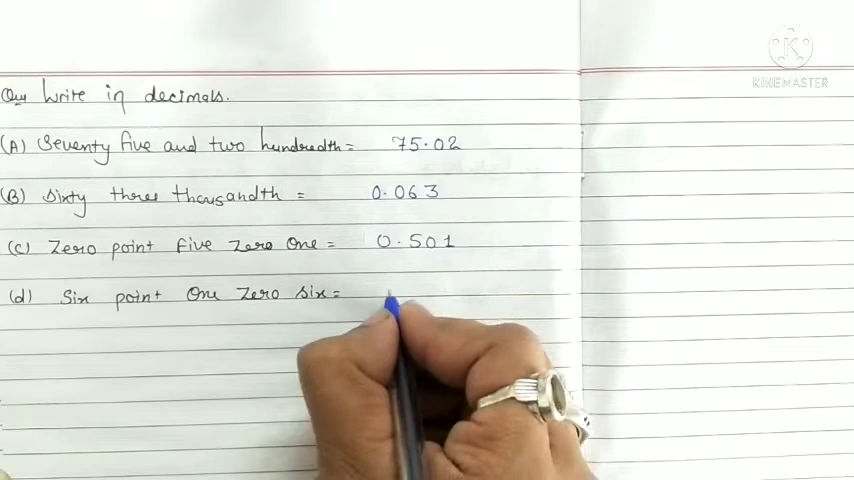 KINEMASTER
Que Write in decimals.
(A) Seventy five and two hundredth = 75.02
(B) Sixty three thousandth = 0.063
(C) Zero point five zero One = 0.501
(d) Six point One Zero six =